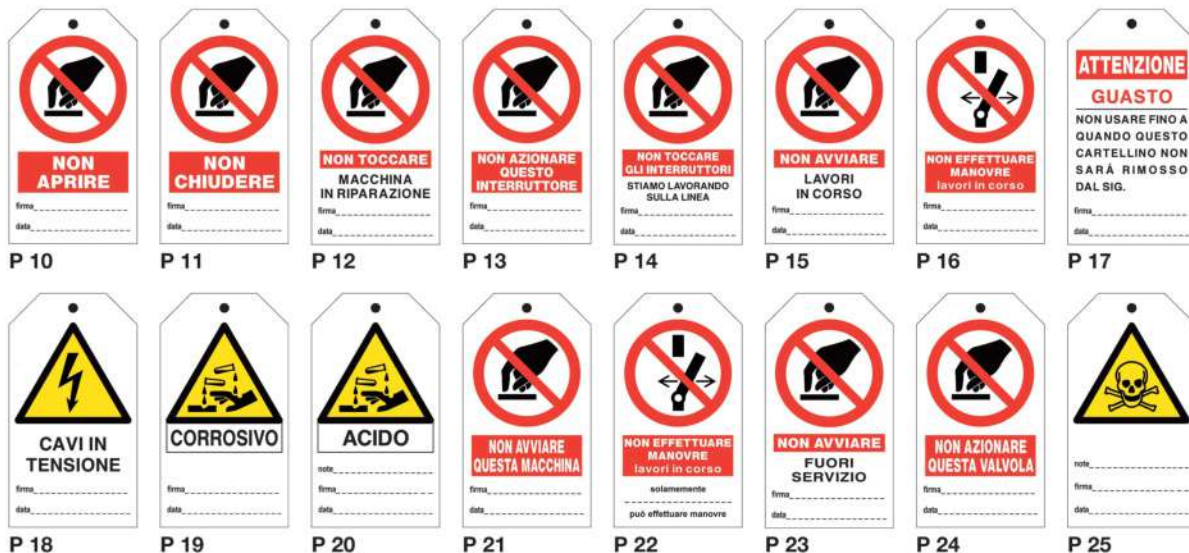 NON
APRIRE
firma
data
P 10
NON
CHIUDERE
firma
data
P 11
NON TOCCARE
MACCHINA
IN RIPARAZIONE
firma
data
P 12
NON AZIONARE
QUESTO
INTERRUTTORE
firma
data
P 13
NON TOCCARE
GLI INTERRUTTORI
STIAMO LAVORANDO
SULLA LINEA
firma
data
P 14
NON AVVIARE
LAVORI
IN CORSO
firma
data
P 15
NON EFFETTUARE
MANOVRE
lavori in corso
firma
data
P 16
ATTENZIONE
GUASTO
NON USARE FINO A
QUANDO QUESTO
CARTELLINO NON
SARÁ RIMOSSO
DAL SIG.
firma
data
P 17
CAVI IN
TENSIONE
firma
data
P 18
CORROSIVO
firma
data
P 19
ACIDO
note
firma
data
P 20
NON AVVIARE
QUESTA MACCHINA
firma
data
P 21
NON EFFETTUARE
MANOVRE
lavori in corso
solamemente
può effettuare manovre
P 22
NON AVVIARE
FUORI
SERVIZIO
firma
data
P 23
NON AZIONARE
QUESTA VALVOLA
firma
data
P 24
note
firma
data
P 25